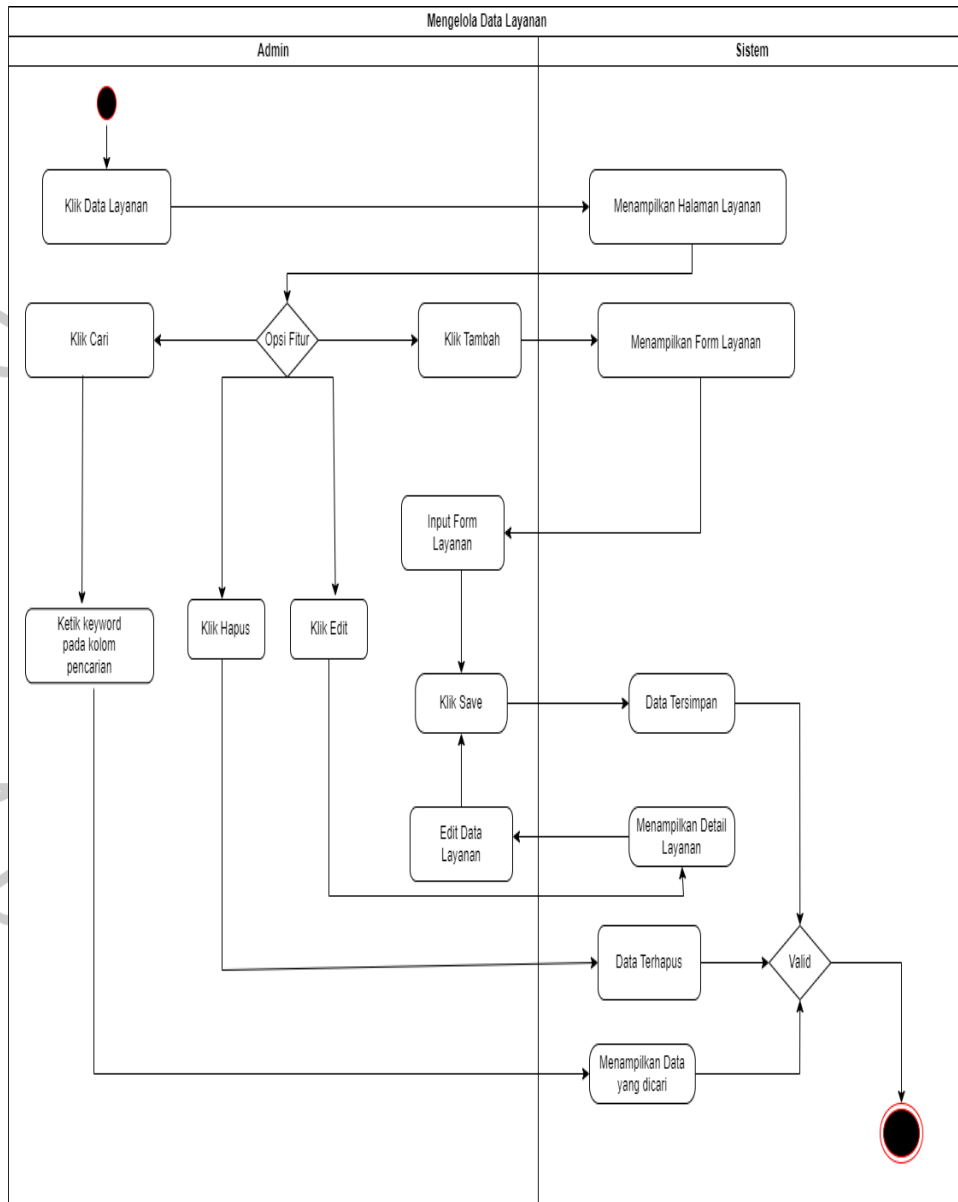 Mengelola Data Layanan
Admin
Sistem
Klik Data Layanan
Menampilkan Halaman Layanan
Klik Cari
Opsi Fitur
Klik Tambah
Menampilkan Form Layanan
Input Form
Layanan
Ketik keyword
pada kolom
pencarian
Klik Hapus
Klik Edit
Klik Save
Data Tersimpan
Edit Data
Layanan
Menampilkan Detail
Layanan
Data Terhapus
Valid
Menampilkan Data
yang dicari